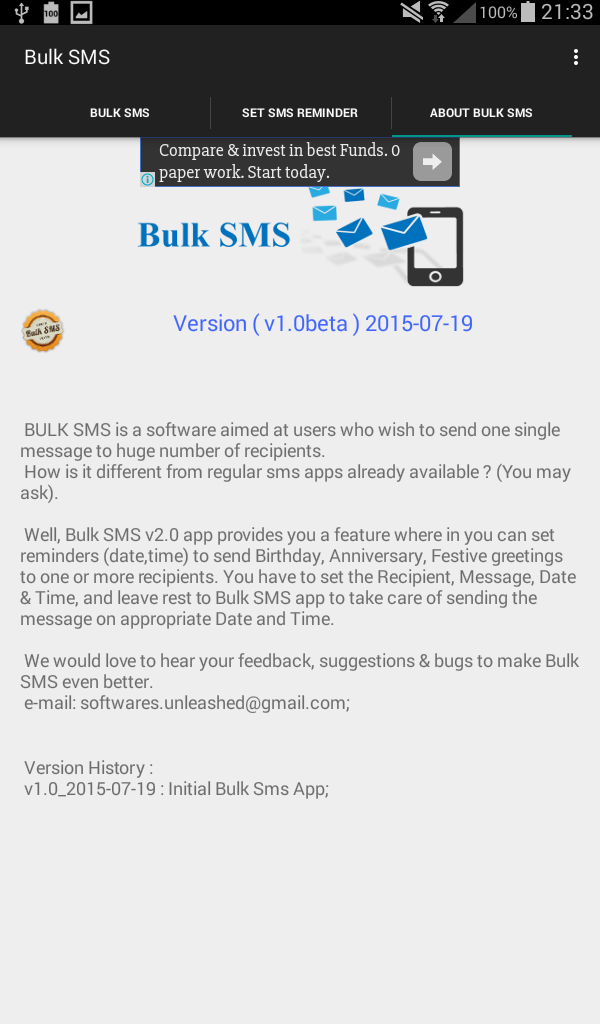 100
100%
21:33
Bulk SMS
BULK SMS
SET SMS REMINDER
ABOUT BULK SMS
Compare & invest in best Funds. 0
paper work. Start today.
Bulk SMS
Bulk SMS
Version ( v1.0beta ) 2015-07-19
BULK SMS is a software aimed at users who wish to send one single
message to huge number of recipients.
How is it different from regular sms apps already available ? (You may
ask).
Well, Bulk SMS v2.0 app provides you a feature where in you can set
reminders (date,time) to send Birthday, Anniversary, Festive greetings
to one or more recipients. You have to set the Recipient, Message, Date
& Time, and leave rest to Bulk SMS app to take care of sending the
message on appropriate Date and Time.
We would love to hear your feedback, suggestions & bugs to make Bulk
SMS even better.
e-mail: softwares.unleashed@gmail.com;
Version History :
v1.0_2015-07-19 : Initial Bulk Sms App;